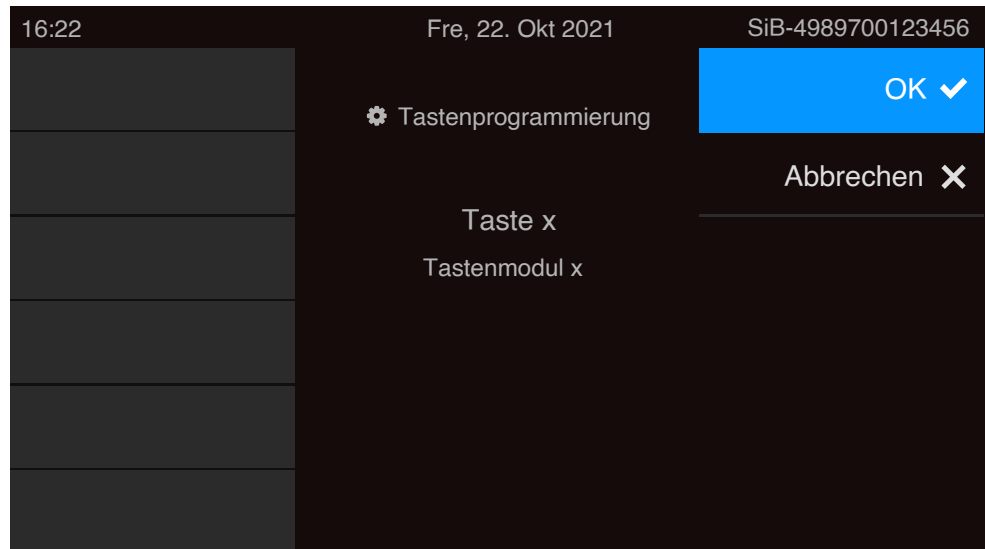 16:22 Fre, 22. Okt 2021 SiB-4989700123456
OK
Tastenprogrammierung
Abbrechen
Taste x
Tastenmodul x